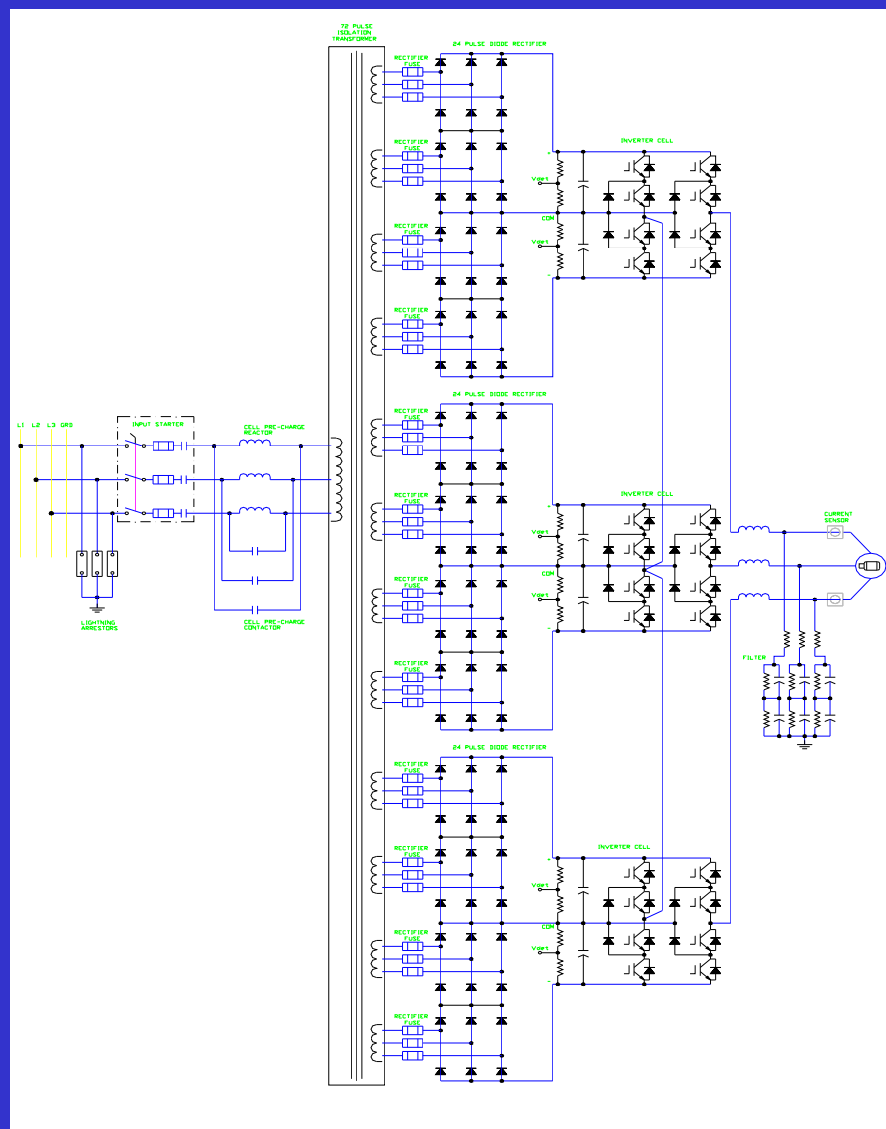 72 PULSE
ISOLATION
TRANSFORMER
24 PULSE DIODE RECTIFIER
RECTIFIER
FUSE
RECTIFIER
FUSE
INVERTER CELL
+
Vdet
COM
Vdet
-
RECTIFIER
FUSE
RECTIFIER
FUSE
24 PULSE DIODE RECTIFIER
L1 L2 L3 GRD
INPUT STARTER
CELL PRE-CHARGE
REACTOR
RECTIFIER
FUSE
RECTIFIER
FUSE
INVERTER CELL
+
Vdet
COM
Vdet
-
CURRENT
SENSOR
RECTIFIER
FUSE
LIGHTNING
ARRESTORS
CELL PRE-CHARGE
CONTACTOR
RECTIFIER
FUSE
FILTER
24 PULSE DIODE RECTIFIER
RECTIFIER
FUSE
RECTIFIER
FUSE
INVERTER CELL
+
Vdet
COM
Vdet
-
RECTIFIER
FUSE
RECTIFIER
FUSE